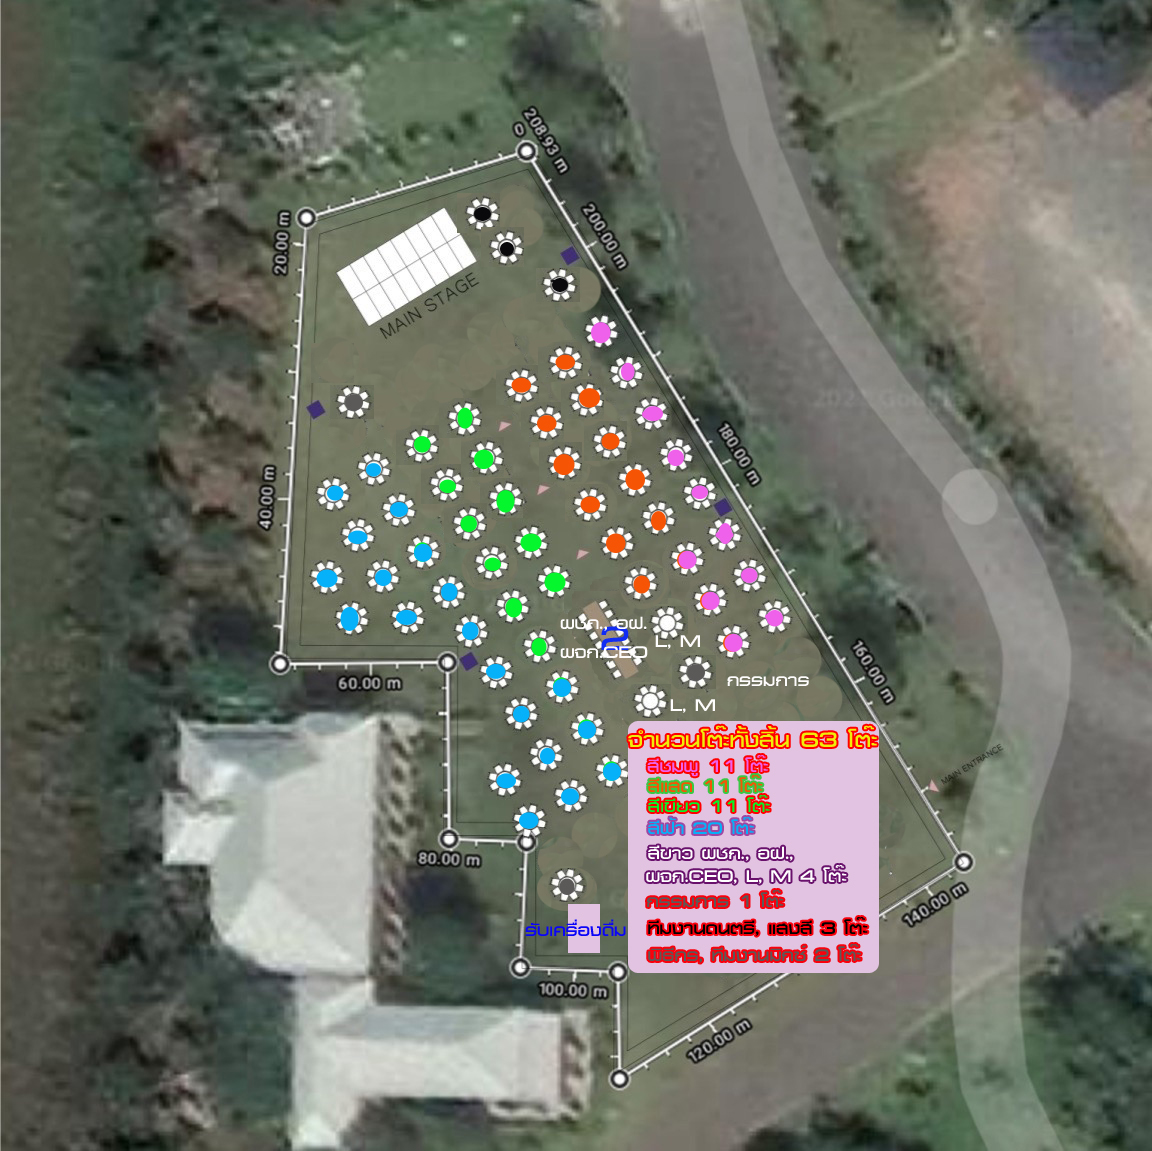 0
208.93 m
20.00 m
200.00 m
MAIN STAGE
180.00 m
40.00 m
ผชก., อฝ.
2
ผจก.CEO
L, M
160.00 m
60.00 m
กรรมการ
L, M
จำนวนโต๊ะทั้งสิ้น 63 โต๊ะ
สีชมพู 11 โต๊ะ
สีแสด 11 โต๊ะ
สีเขียว 11 โต๊ะ
สีฟ้า 20 โต๊ะ
สีขาว ผชก., อฝ.,
ผจก.CEO, L, M 4 โต๊ะ
กรรมการ 1 โต๊ะ
ทีมงานดนตรี, แสงสี 3 โต๊ะ
พิธีกร, ทีมงานมิกซ์ 2 โต๊ะ
MAIN ENTRANCE
80.00 m
รับเครื่องดื่ม
140.00 m
100.00 m
120.00 m